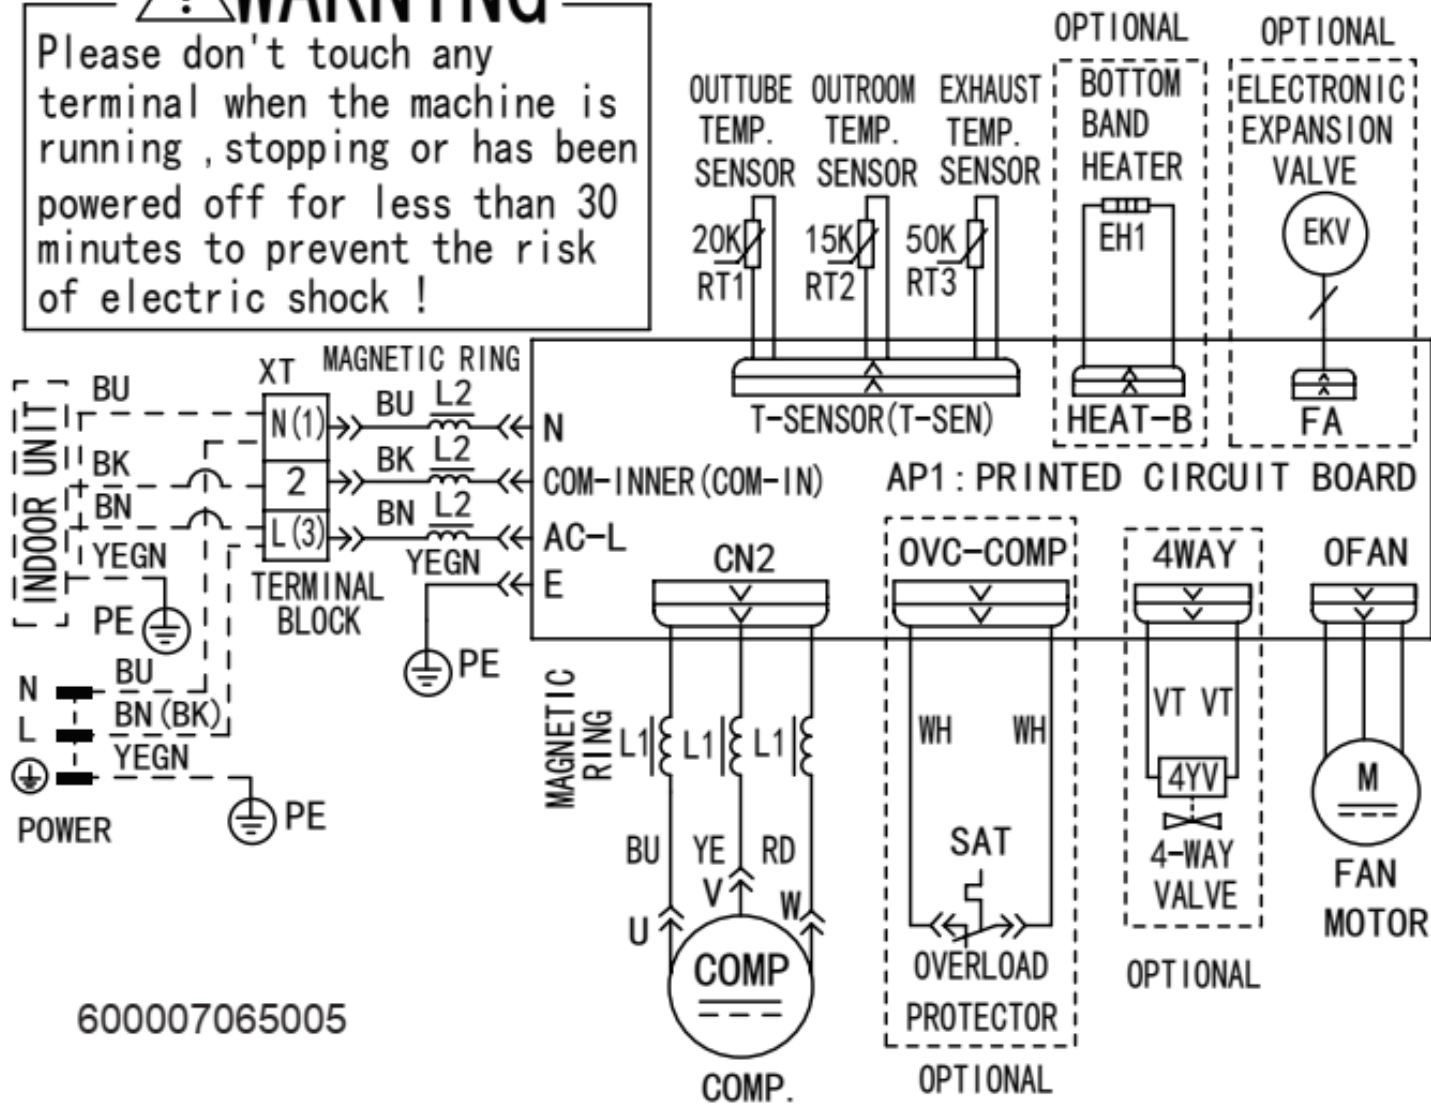 WARNING
Please don't touch any
terminal when the machine is
running ,stopping or has been
powered off for less than 30
minutes to prevent the risk
of electric shock !
OUTTUBE
TEMP.
SENSOR
OUTROOM
TEMP.
SENSOR
EXHAUST
TEMP.
SENSOR
OPTIONAL
BOTTOM
BAND
HEATER
OPTIONAL
ELECTRONIC
EXPANSION
VALVE
20K
RT1
15K
RT2
50K
RT3
EH1
EKV
T-SENSOR(T-SEN)
HEAT-B
FA
INDOOR UNIT
BU
BK
BN
YEGN
PE
XT
N(1)
2
L(3)
TERMINAL
BLOCK
MAGNETIC RING
BU L2
BK L2
BN L2
YEGN
PE
N
COM-INNER(COM-IN)
AC-L
E
AP1:PRINTED CIRCUIT BOARD
CN2
OVC-COMP
4WAY
OFAN
N
L
BU
BN(BK)
YEGN
PE
POWER
MAGNETIC
RING
L1 L1 L1
BU YE RD
U V W
COMP
COMP.
WH WH
SAT
OVERLOAD
PROTECTOR
OPTIONAL
VT VT
4YV
4-WAY
VALVE
OPTIONAL
M
FAN
MOTOR
600007065005